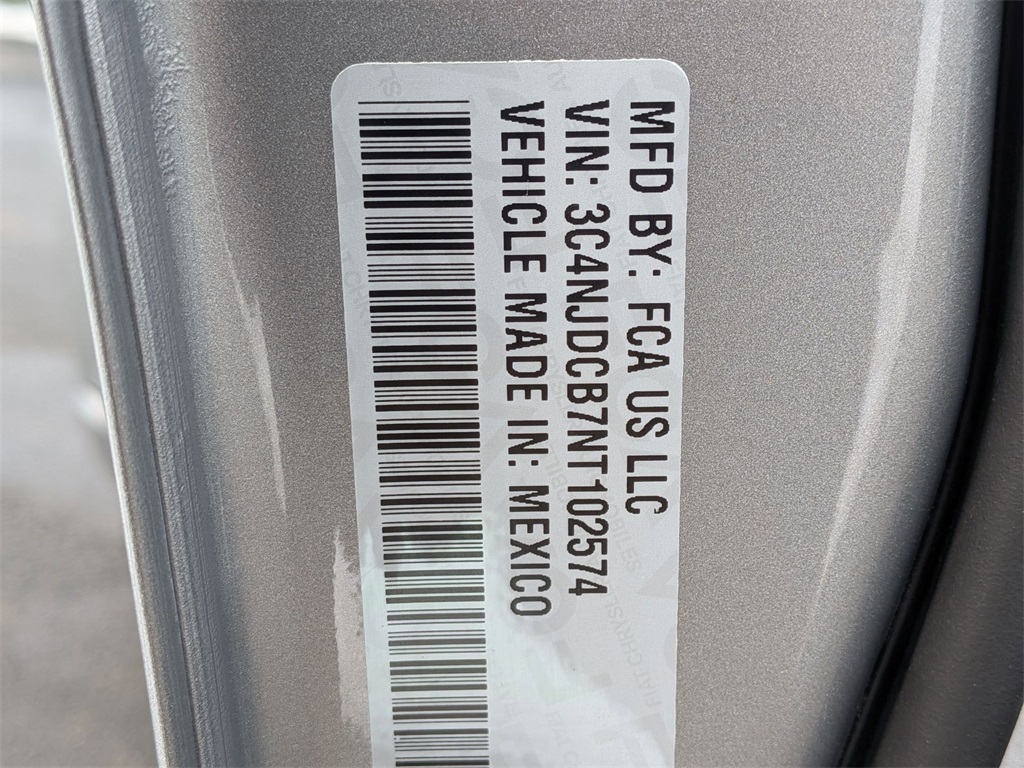 MFD BY: FCA US LLC
VIN: 3C4NJDCB7NT102574
VEHICLE MADE IN: MEXICO